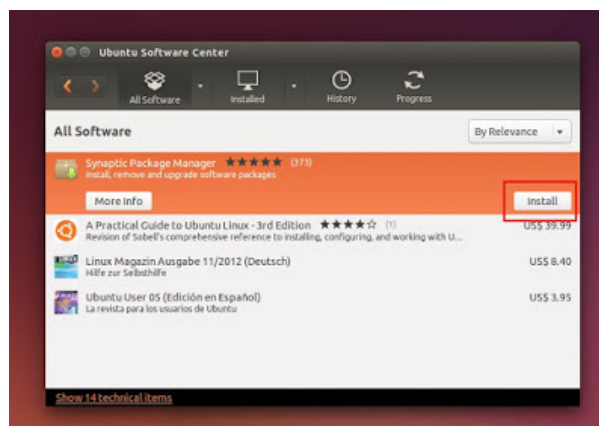 Ubuntu Software Center
All Software
Installed
History
Progress
All Software
By Relevance
Synaptic Package Manager ★★★★★ (373)
Install, remove and upgrade software packages
More Info
Install
A Practical Guide to Ubuntu Linux - 3rd Edition ★★★★☆ (1)
US$ 39.99
Revision of Sobell's comprehensive reference to installing, configuring, and working with U...
Linux Magazin Ausgabe 11/2012 (Deutsch)
US$ 8.40
Hilfe zur Selbsthilfe
Ubuntu User 05 (Edición en Español)
US$ 3.95
La revista para los usuarios de Ubuntu
Show 14 technical items